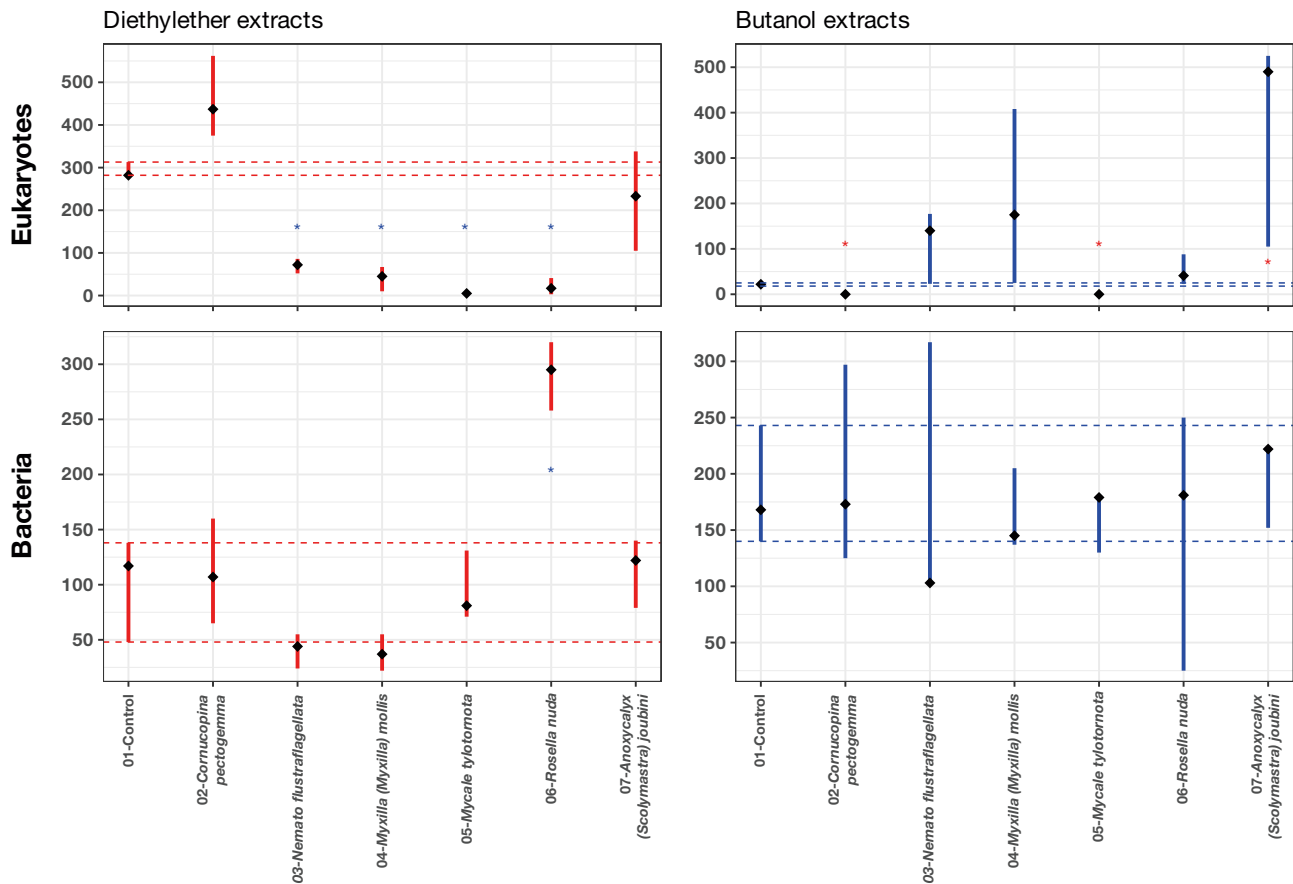 Diethylether extracts
Butanol extracts
Eukaryotes
500
400
300
200
100
0
*
*
*
*
500
400
300
200
100
0
*
*
*
Bacteria
300
250
200
150
100
50
*
300
250
200
150
100
50
01-Control
02-Cornucopina
pectogemma
03-Nemato flustraflagellata
04-Myxilla (Myxilla) mollis
05-Mycale tylotornota
06-Rosella nuda
07-Anoxycalyx
(Scolymastra) joubini
01-Control
02-Cornucopina
pectogemma
03-Nemato flustraflagellata
04-Myxilla (Myxilla) mollis
05-Mycale tylotornota
06-Rosella nuda
07-Anoxycalyx
(Scolymastra) joubini